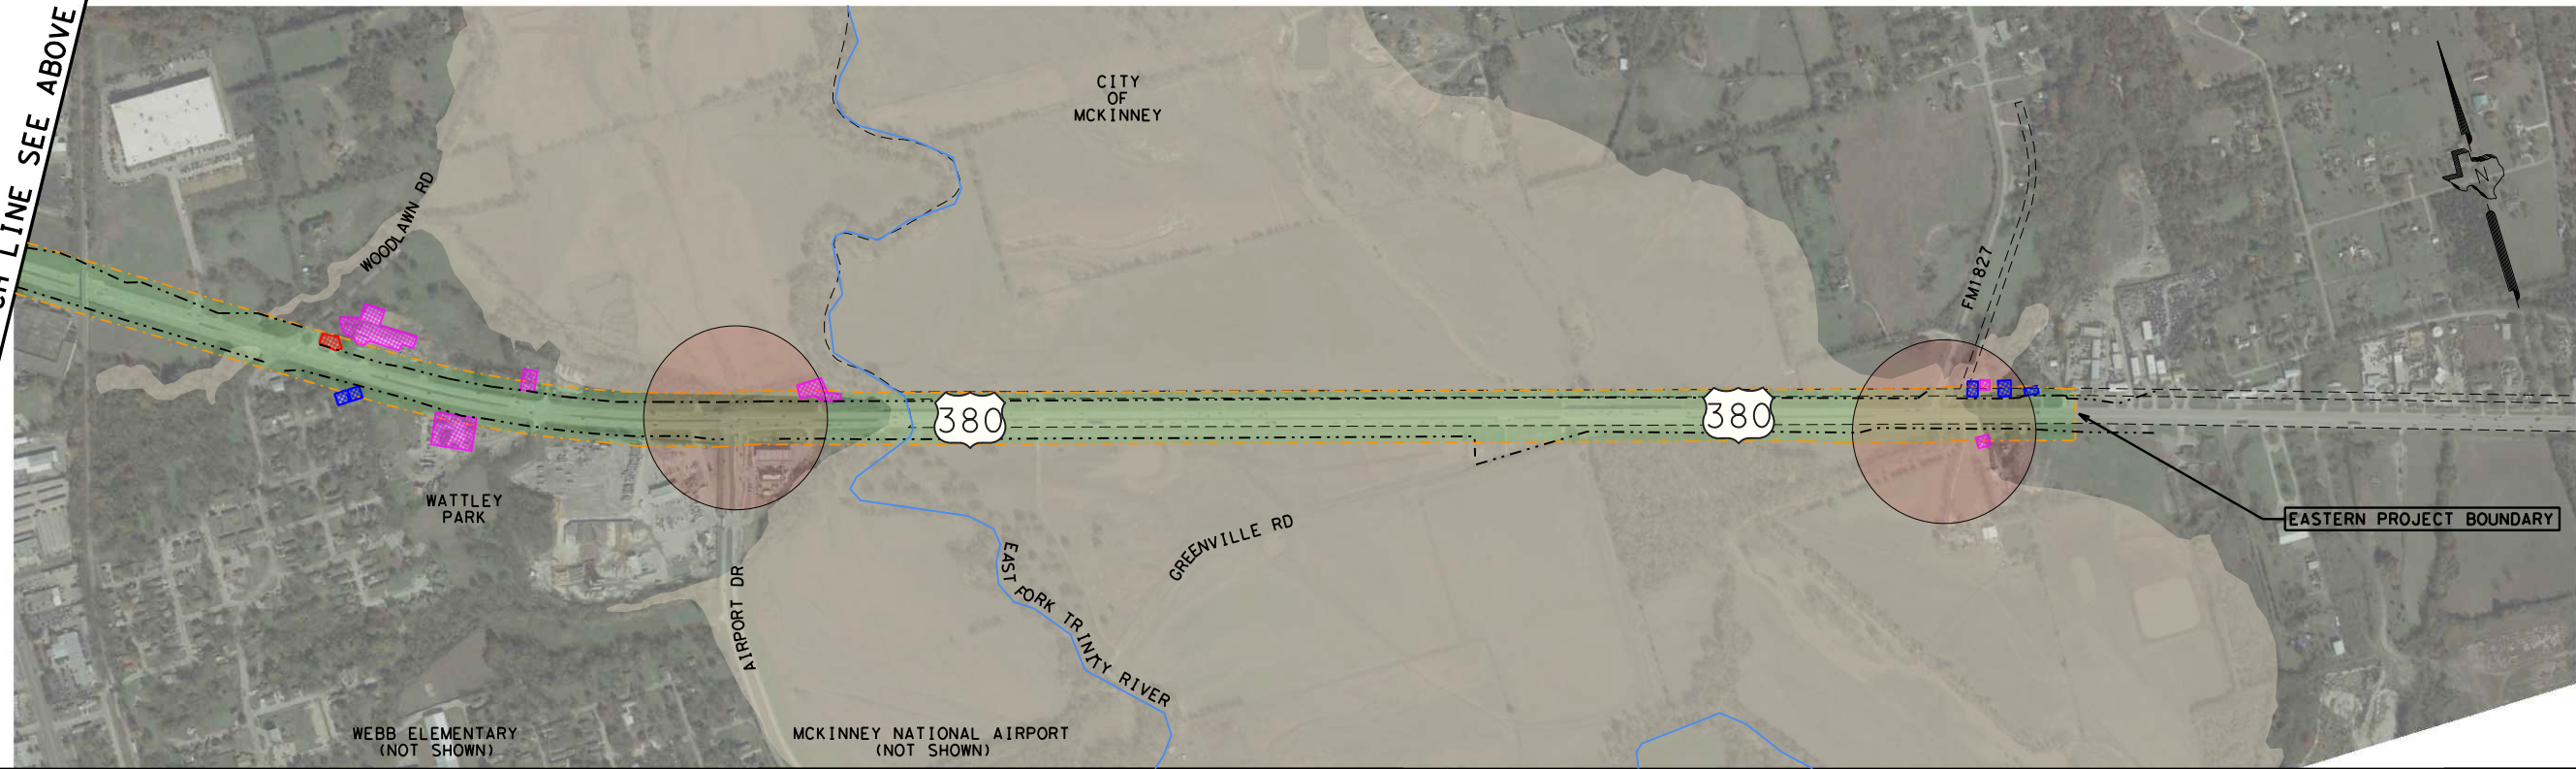 LINE SEE ABOVE
CITY
OF
MCKINNEY
WOODLAWN RD
FM1827
N
380
380
WATTLEY
PARK
EASTERN PROJECT BOUNDARY
GREENVILLE RD
EAST FORK TRINITY RIVER
AIRPORT DR
WEBB ELEMENTARY
(NOT SHOWN)
MCKINNEY NATIONAL AIRPORT
(NOT SHOWN)